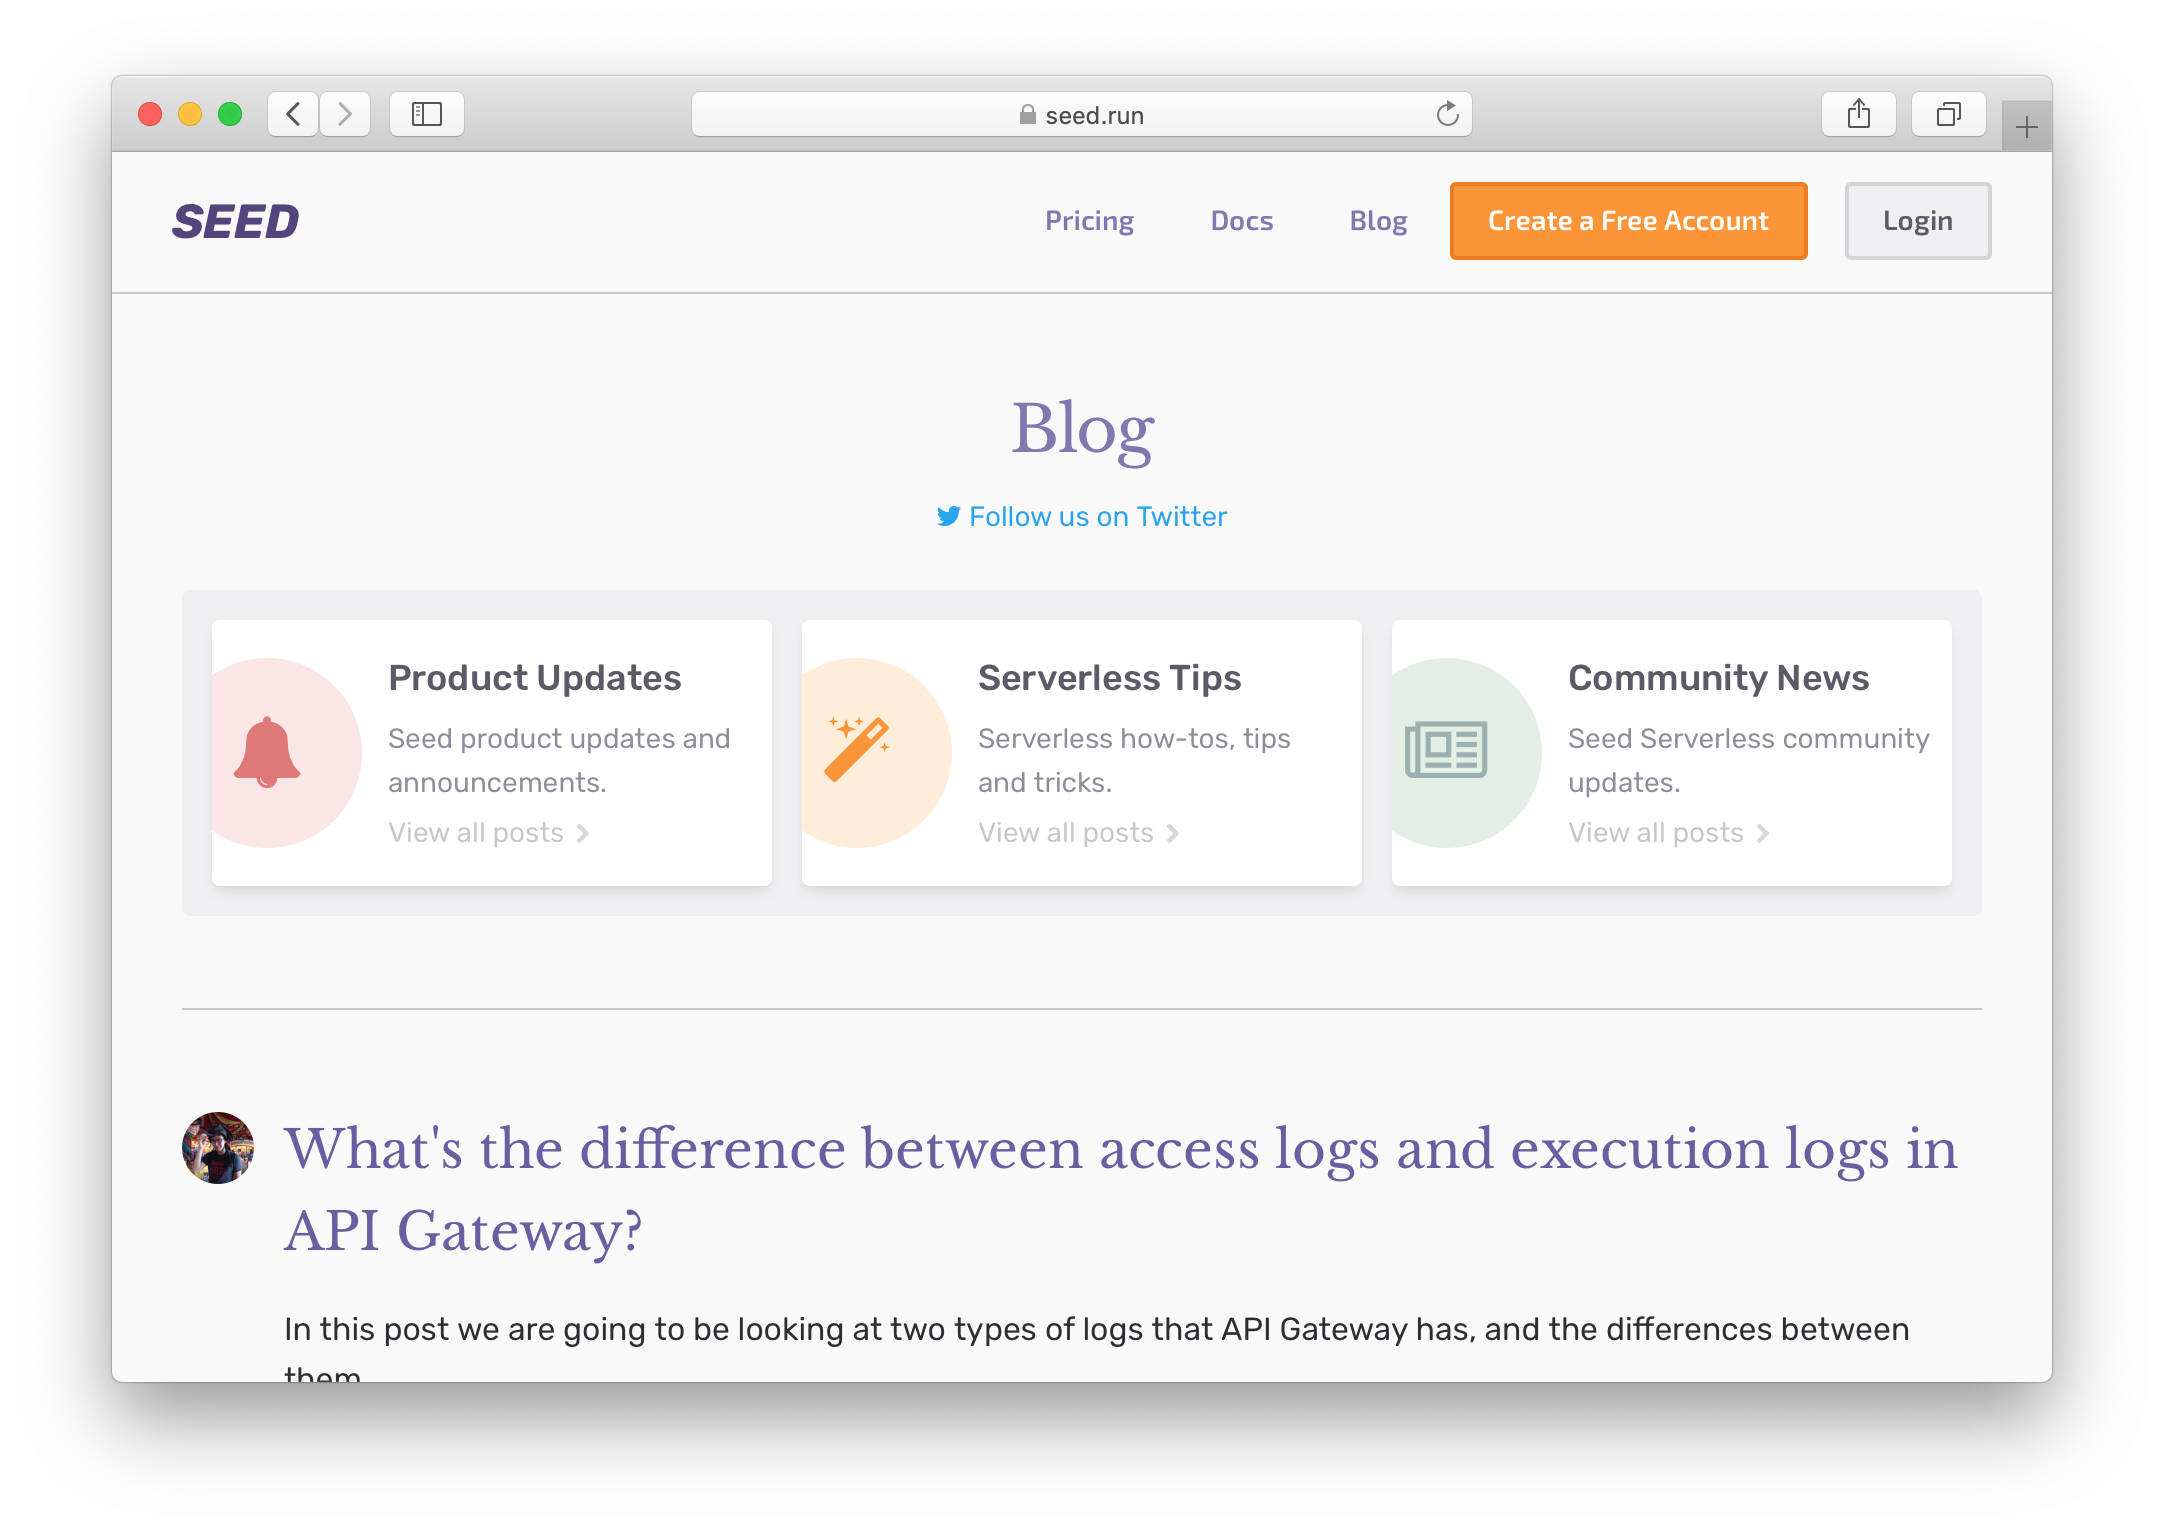 seed.run
SEED
Pricing
Docs
Blog
Create a Free Account
Login
Blog
Follow us on Twitter
Product Updates
Seed product updates and
announcements.
View all posts
Serverless Tips
Serverless how-tos, tips
and tricks.
View all posts
Community News
Seed Serverless community
updates.
View all posts
What's the difference between access logs and execution logs in
API Gateway?
In this post we are going to be looking at two types of logs that API Gateway has, and the differences between
them